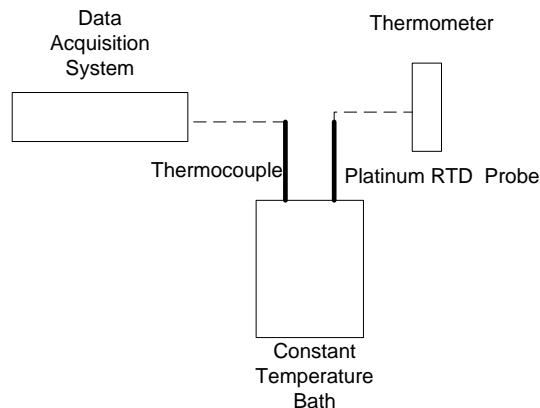 Data
Acquisition
System
Thermometer
Thermocouple
Platinum RTD Probe
Constant
Temperature
Bath